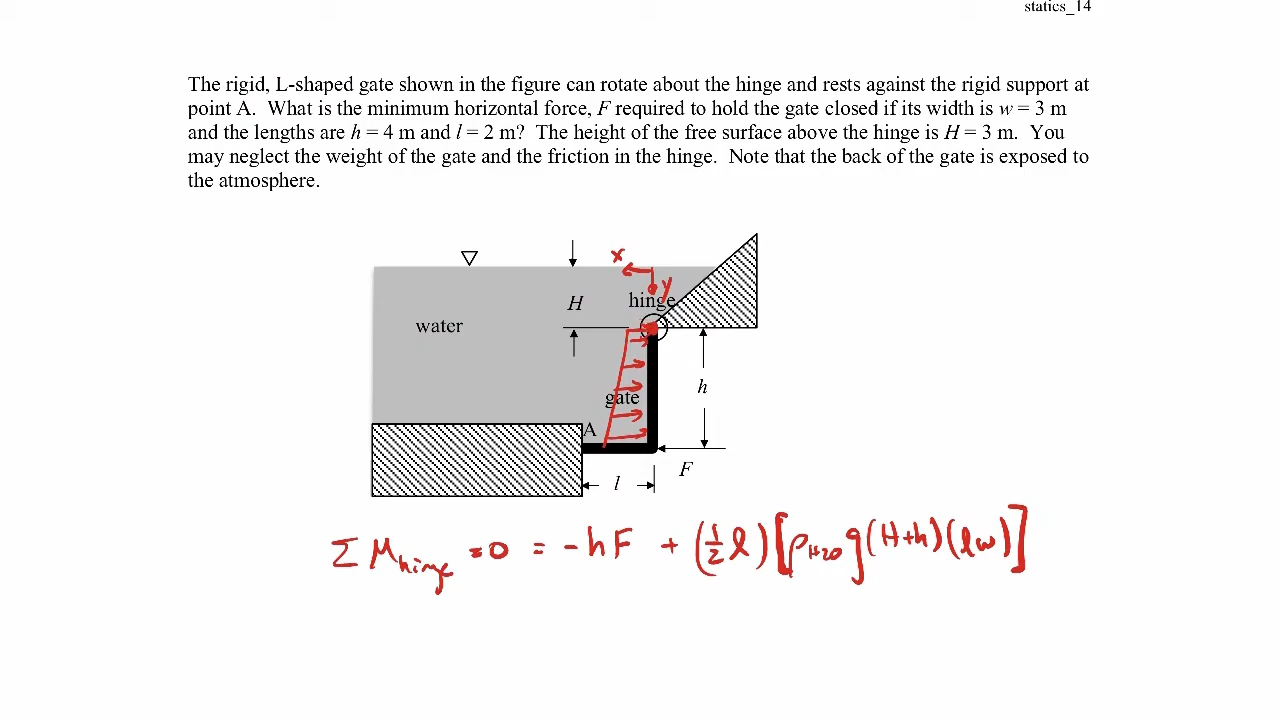 statics_14
The rigid, L-shaped gate shown in the figure can rotate about the hinge and rests against the rigid support at
point A. What is the minimum horizontal force, F required to hold the gate closed if its width is w = 3 m
and the lengths are h = 4 m and l = 2 m? The height of the free surface above the hinge is H = 3 m. You
may neglect the weight of the gate and the friction in the hinge. Note that the back of the gate is exposed to
the atmosphere.
x
y
hinge
H
water
h
gate
A
F
l
Σ M_hinge = 0 = -hF + (½ l) [ρ_H20 g (H+h) (l w)]